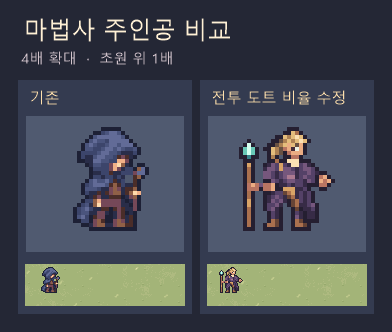 마법사 주인공 비교
4배 확대 · 초원 위 1배
기존
전투 도트 비율 수정